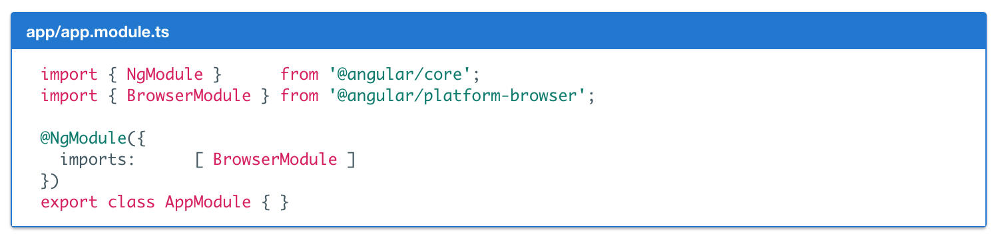 app/app.module.ts
import { NgModule }      from '@angular/core';
import { BrowserModule } from '@angular/platform-browser';

@NgModule({
  imports:      [ BrowserModule ]
})
export class AppModule { }